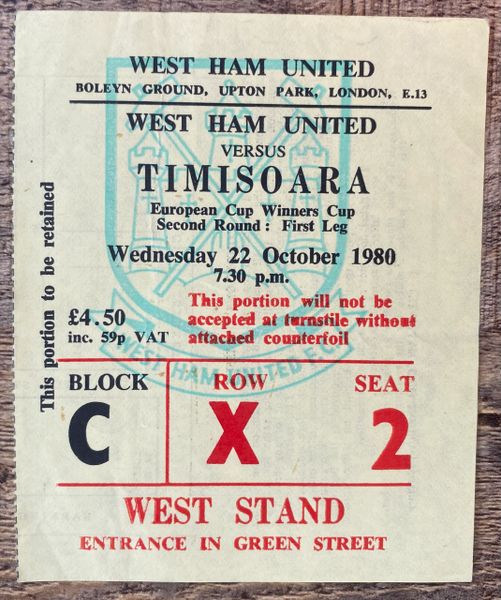 WEST HAM UNITED
BOLEYN GROUND, UPTON PARK, LONDON, E.13
WEST HAM UNITED
VERSUS
TIMISOARA
European Cup Winners Cup
Second Round: First Leg
Wednesday 22 October 1980
7.30 p.m.
This portion to be retained
£4.50
inc. 59p VAT
This portion will not be
accepted at turnstile without
attached counterfoil
WEST HAM UNITED F.C.
BLOCK ROW SEAT
C X 2
WEST STAND
ENTRANCE IN GREEN STREET